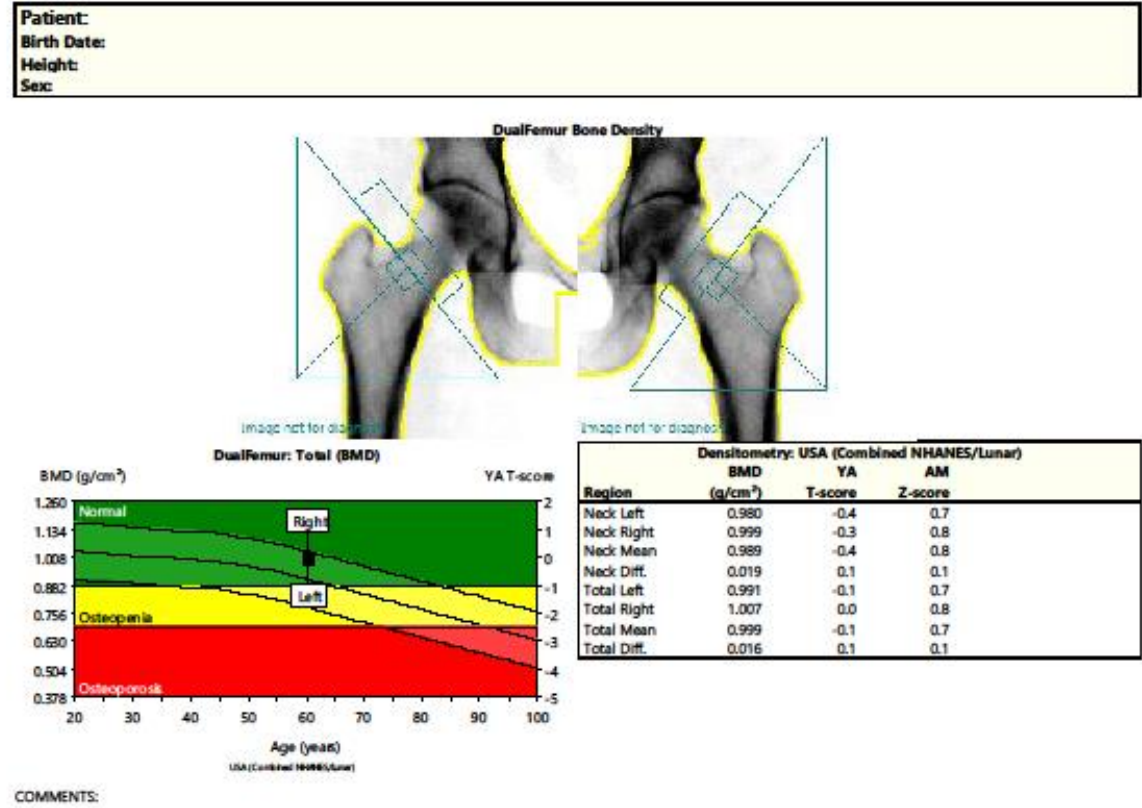 Patient:
Birth Date:
Height:
Sex:
DualFemur Bone Density
Image not for diagnosis
Image not for diagnosis
DualFemur: Total (BMD)
BMD (g/cm²) YA T-score
1.260 2
1.134 1
1.008 0
0.882 -1
0.756 -2
0.630 -3
0.504 -4
0.378 -5
Normal
Right
Left
Osteopenia
Osteoporosis
20 30 40 50 60 70 80 90 100
Age (years)
USA (Combined NHANES/Lunar)
Densitometry: USA (Combined NHANES/Lunar)
BMD YA AM
Region (g/cm²) T-score Z-score
Neck Left 0.980 -0.4 0.7
Neck Right 0.999 -0.3 0.8
Neck Mean 0.989 -0.4 0.8
Neck Diff. 0.019 0.1 0.1
Total Left 0.991 -0.1 0.7
Total Right 1.007 0.0 0.8
Total Mean 0.999 -0.1 0.7
Total Diff. 0.016 0.1 0.1
COMMENTS: